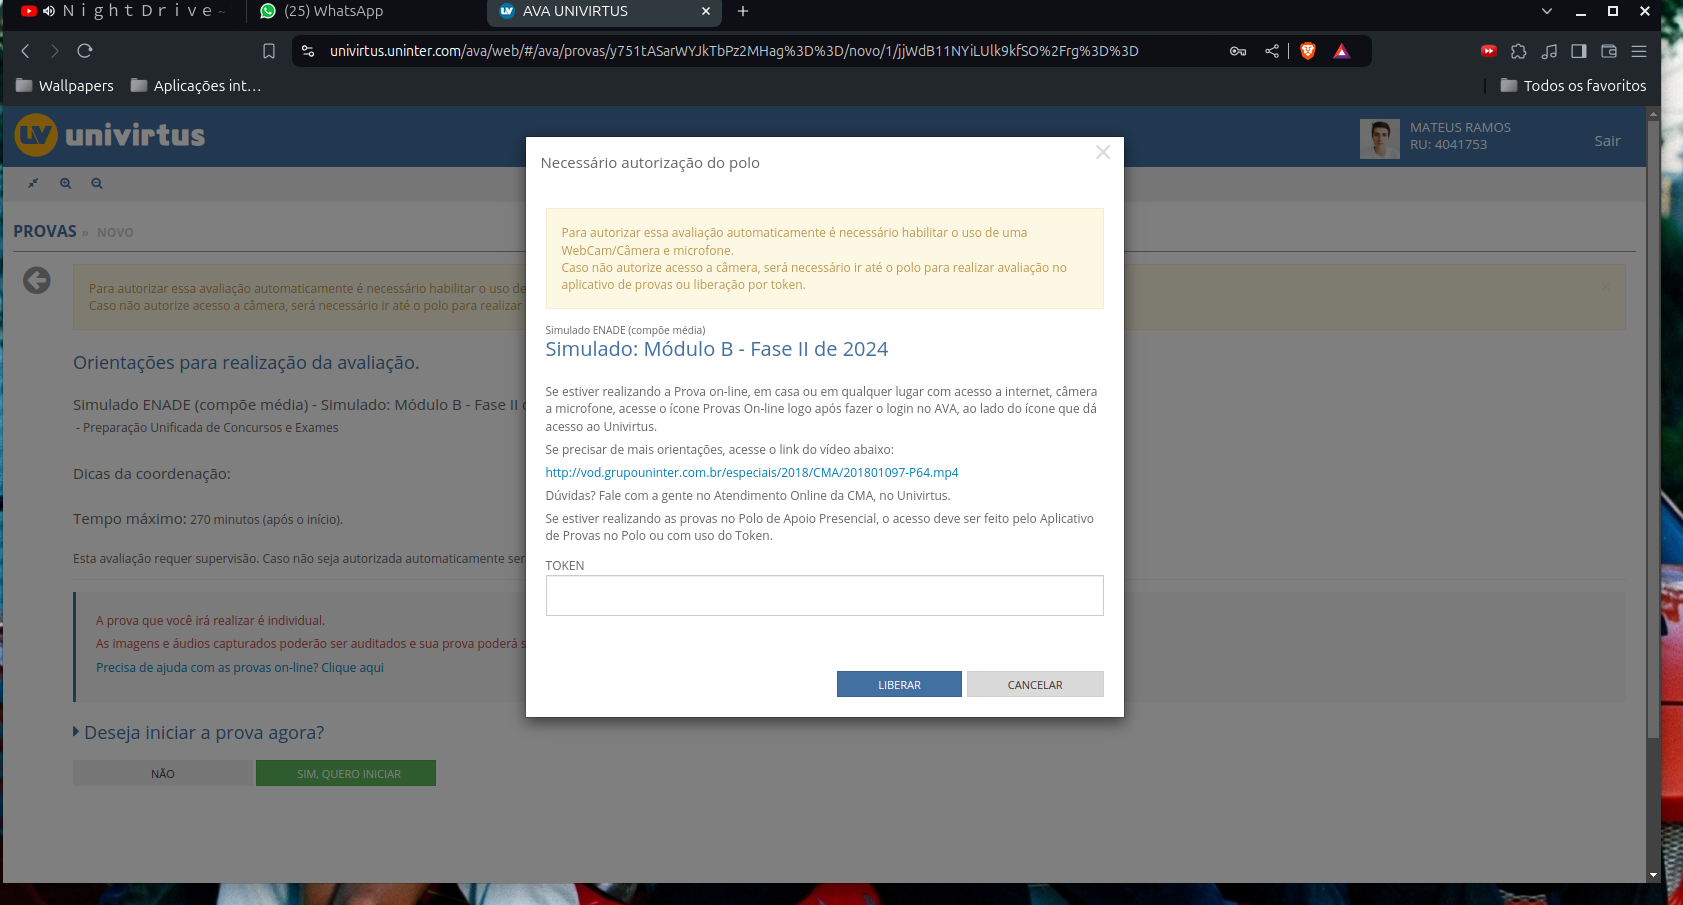 NightDrive ~
(25) WhatsApp
AVA UNIVIRTUS
univirtus.uninter.com/ava/web/#/ava/provas/y751tASarWYJkTbPz2MHag%3D%3D/novo/1/jjWdB11NYiLUlk9kfSO%2Frg%3D%3D
Wallpapers
Aplicações int…
Todos os favoritos
univirtus
MATEUS RAMOS
RU: 4041753
Sair
PROVAS » NOVO
Para autorizar essa avaliação automaticamente é necessário habilitar o uso de
Caso não autorize acesso a câmera, será necessário ir até o polo para realizar
Orientações para realização da avaliação.
Simulado ENADE (compõe média) - Simulado: Módulo B - Fase II
- Preparação Unificada de Concursos e Exames
Dicas da coordenação:
Tempo máximo: 270 minutos (após o início).
Esta avaliação requer supervisão. Caso não seja autorizada automaticamente
A prova que você irá realizar é individual.
As imagens e áudios capturados poderão ser auditados e sua prova poderá
Precisa de ajuda com as provas on-line? Clique aqui
Deseja iniciar a prova agora?
NÃO
SIM, QUERO INICIAR
Necessário autorização do polo
Para autorizar essa avaliação automaticamente é necessário habilitar o uso de uma
WebCam/Câmera e microfone.
Caso não autorize acesso a câmera, será necessário ir até o polo para realizar avaliação no
aplicativo de provas ou liberação por token.
Simulado ENADE (compõe média)
Simulado: Módulo B - Fase II de 2024
Se estiver realizando a Prova on-line, em casa ou em qualquer lugar com acesso a internet, câmera
a microfone, acesse o ícone Provas On-line logo após fazer o login no AVA, ao lado do ícone que dá
acesso ao Univirtus.
Se precisar de mais orientações, acesse o link do vídeo abaixo:
http://vod.grupouninter.com.br/especiais/2018/CMA/201801097-P64.mp4
Dúvidas? Fale com a gente no Atendimento Online da CMA, no Univirtus.
Se estiver realizando as provas no Polo de Apoio Presencial, o acesso deve ser feito pelo Aplicativo
de Provas no Polo ou com uso do Token.
TOKEN
LIBERAR
CANCELAR